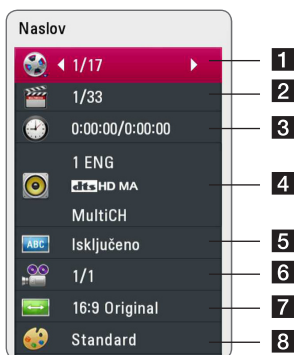 Naslov
1/17 1
1/33 2
0:00:00/0:00:00 3
1 ENG
dts HD MA 4
MultiCH
ABC Isključeno 5
1/1 6
16:9 Original 7
Standard 8